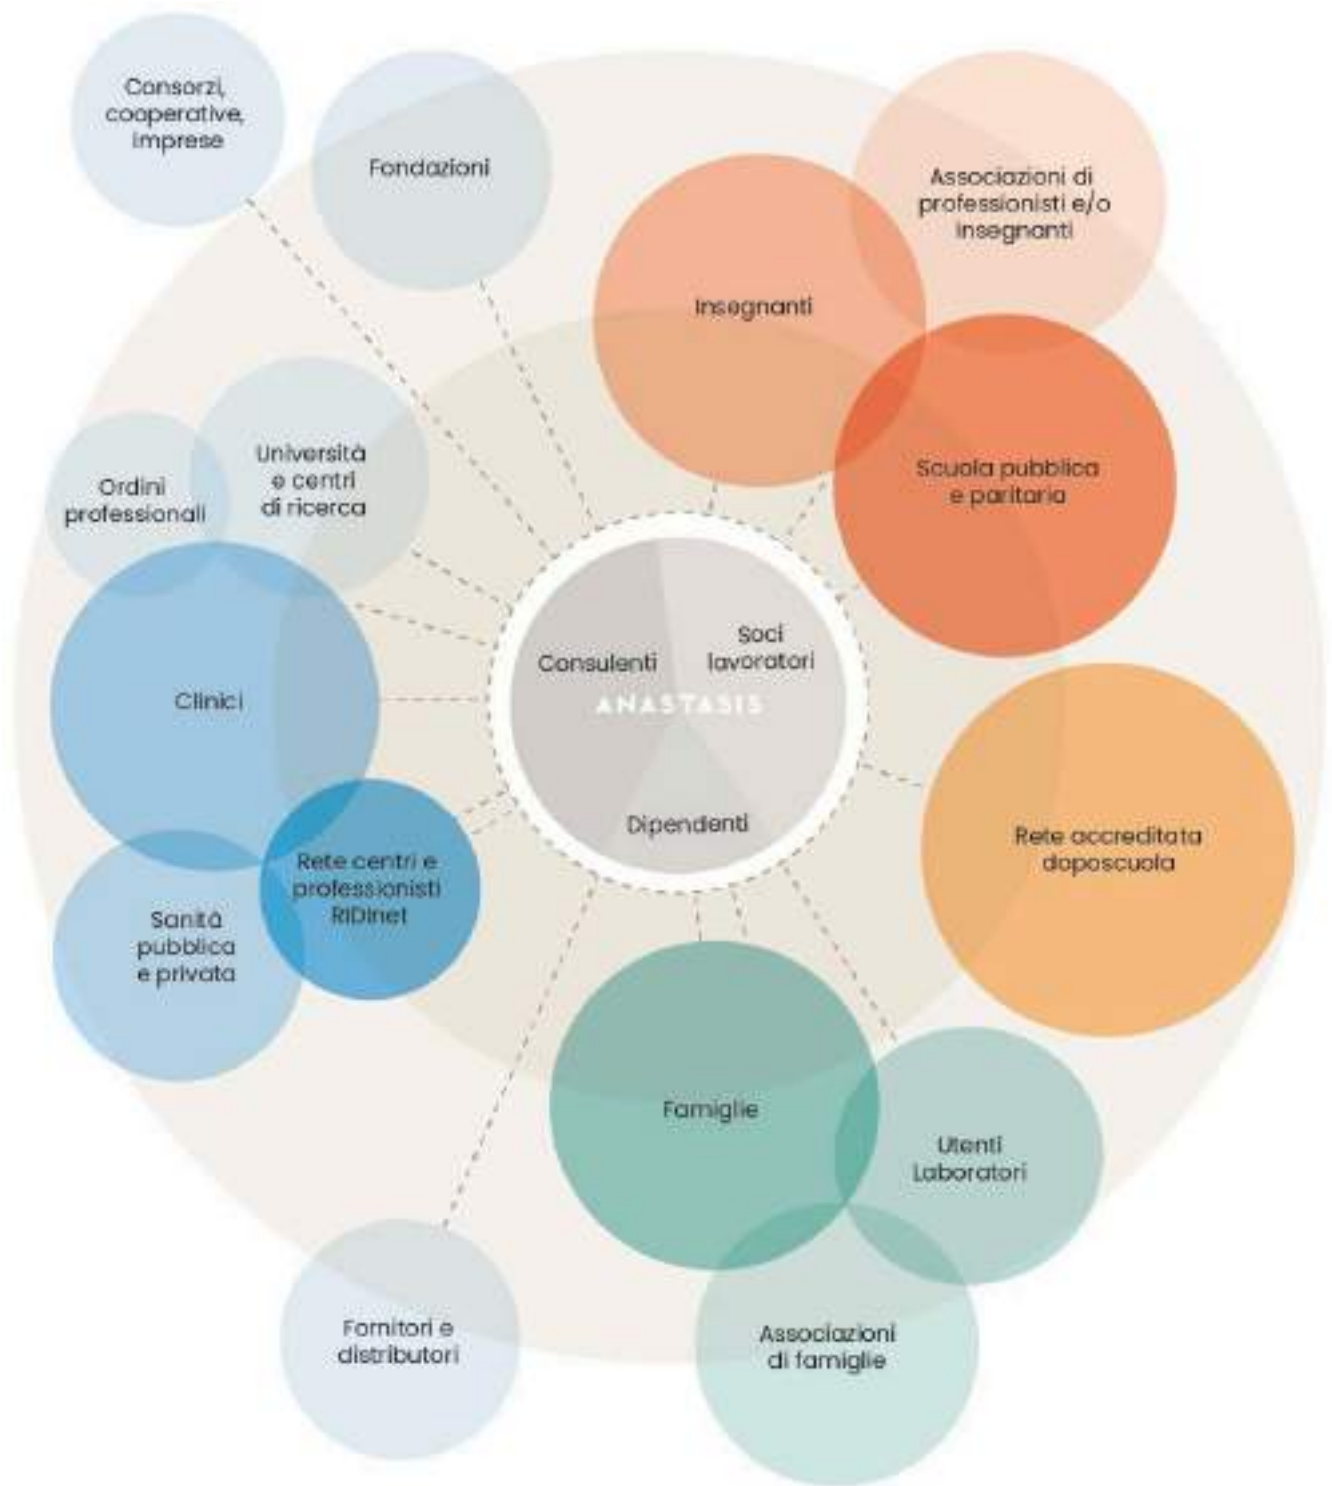 Consorzi,
cooperative,
imprese
Fondazioni
Associazioni di
professionisti e/o
insegnanti
Insegnanti
Scuola pubblica
e paritaria
Università
e centri
di ricerca
Ordini
professionali
Clinici
Consulenti
Soci
lavoratori
ANASTASIS
Dipendenti
Rete accreditata
doposcuola
Rete centri e
professionisti
RIDInet
Sanità
pubblica
e privata
Famiglie
Utenti
Laboratori
Fornitori e
distributori
Associazioni
di famiglie